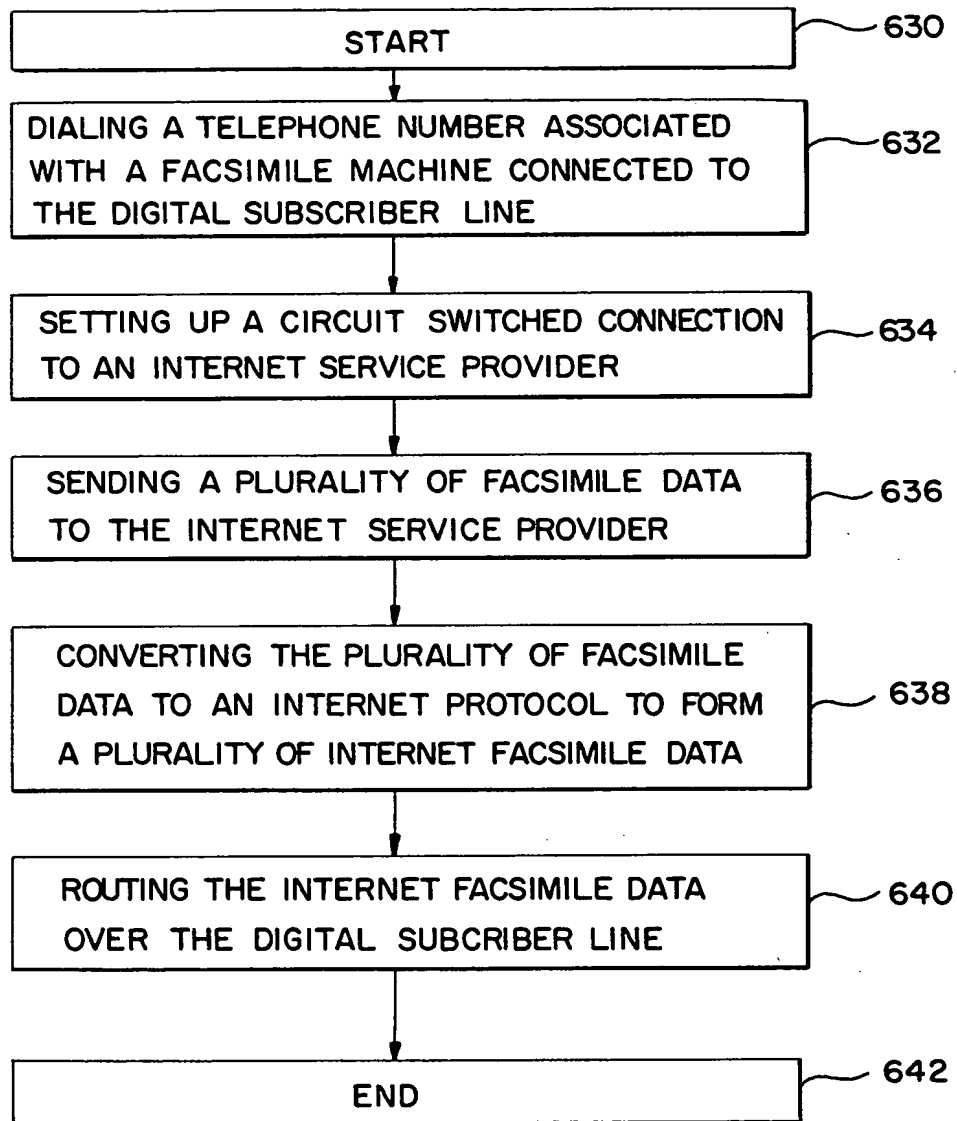 START
630
DIALING A TELEPHONE NUMBER ASSOCIATED
WITH A FACSIMILE MACHINE CONNECTED TO
THE DIGITAL SUBSCRIBER LINE
632
SETTING UP A CIRCUIT SWITCHED CONNECTION
TO AN INTERNET SERVICE PROVIDER
634
SENDING A PLURALITY OF FACSIMILE DATA
TO THE INTERNET SERVICE PROVIDER
636
CONVERTING THE PLURALITY OF FACSIMILE
DATA TO AN INTERNET PROTOCOL TO FORM
A PLURALITY OF INTERNET FACSIMILE DATA
638
ROUTING THE INTERNET FACSIMILE DATA
OVER THE DIGITAL SUBCRIBER LINE
640
END
642